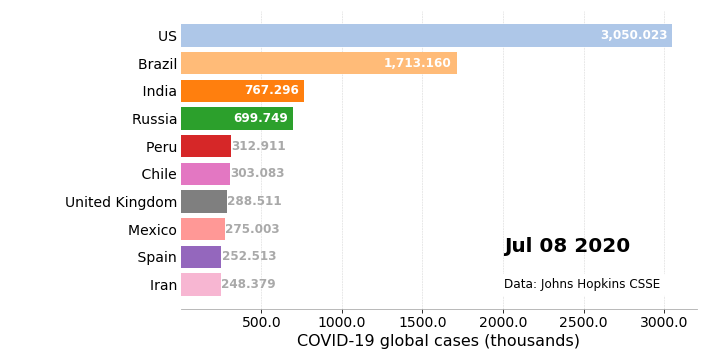 US 3,050.023
Brazil 1,713.160
India 767.296
Russia 699.749
Peru 312.911
Chile 303.083
United Kingdom 288.511
Mexico 275.003
Spain 252.513
Iran 248.379
Jul 08 2020
Data: Johns Hopkins CSSE
500.0 1000.0 1500.0 2000.0 2500.0 3000.0
COVID-19 global cases (thousands)